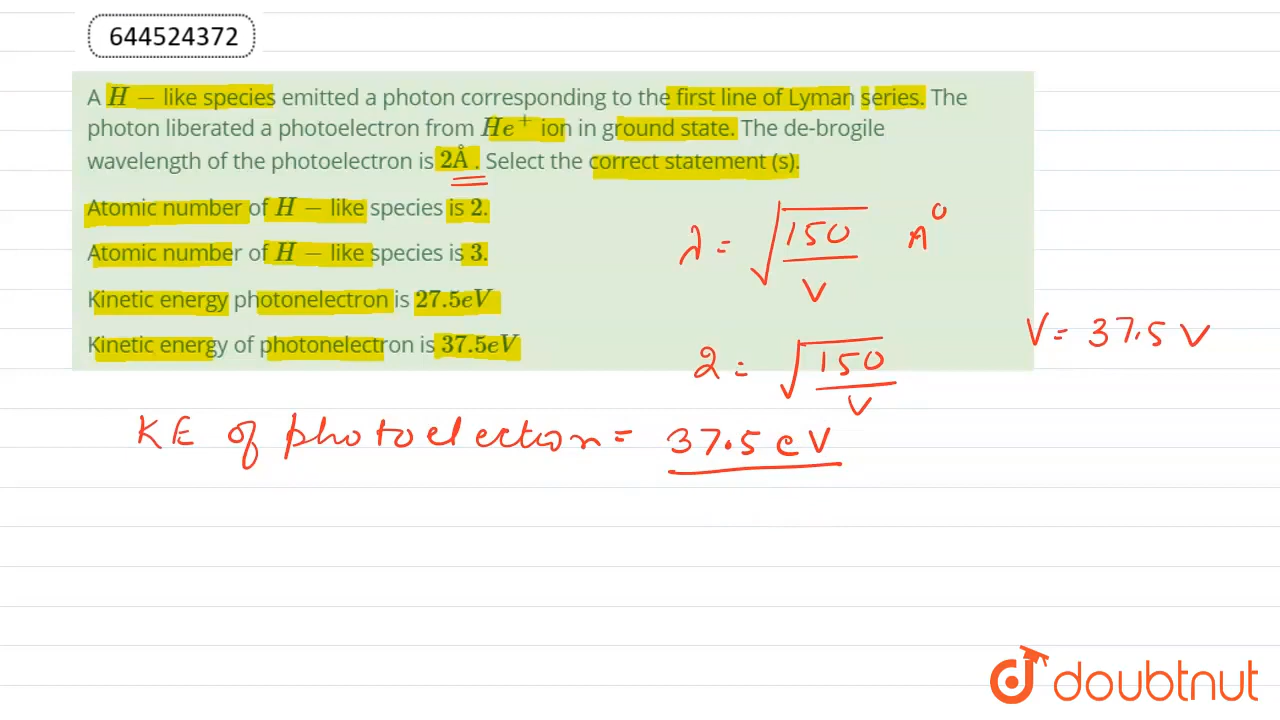 644524372
A H − like species emitted a photon corresponding to the first line of Lyman series. The
photon liberated a photoelectron from He⁺ ion in ground state. The de-brogile
wavelength of the photoelectron is 2Å . Select the correct statement (s).
Atomic number of H − like species is 2.
Atomic number of H − like species is 3.
Kinetic energy photonelectron is 27.5eV
Kinetic energy of photonelectron is 37.5eV
λ = √(150/V) A⁰
2 = √(150/V)
V = 37.5 V
KE of photoelectron = 37.5 eV
doubtnut